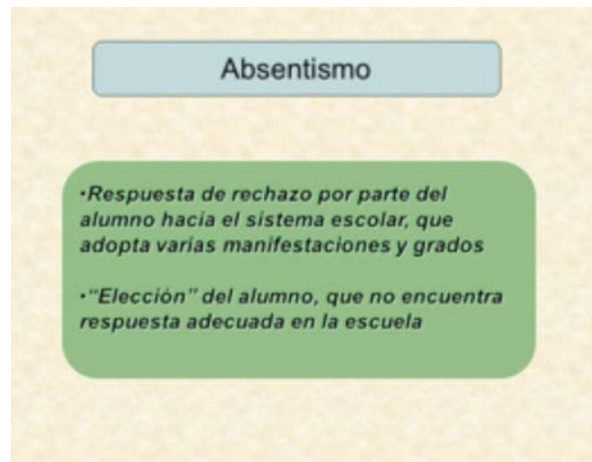 Absentismo
•Respuesta de rechazo por parte del
alumno hacia el sistema escolar, que
adopta varias manifestaciones y grados
•“Elección” del alumno, que no encuentra
respuesta adecuada en la escuela